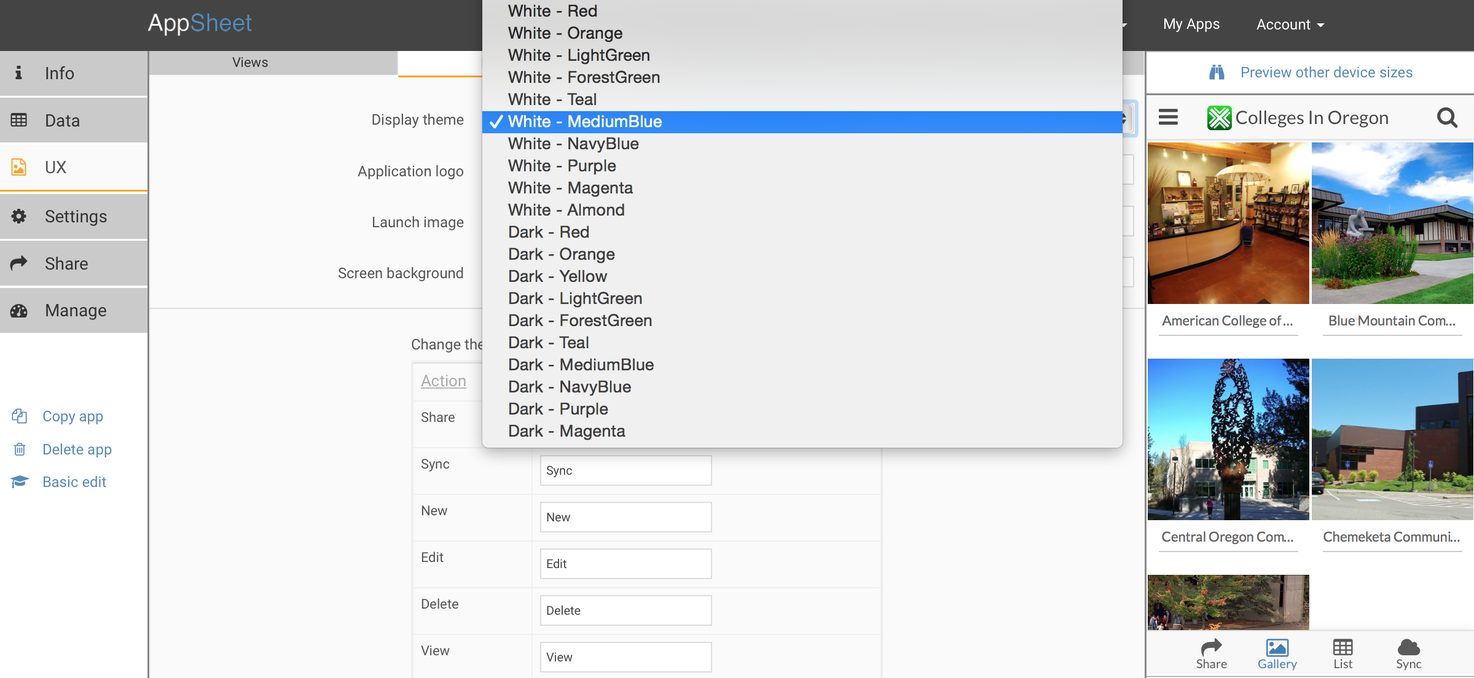 AppSheet
My Apps
Account
Info
Data
UX
Settings
Share
Manage
Copy app
Delete app
Basic edit
Views
Display theme
Application logo
Launch image
Screen background
White - Red
White - Orange
White - LightGreen
White - ForestGreen
White - Teal
✓ White - MediumBlue
White - NavyBlue
White - Purple
White - Magenta
White - Almond
Dark - Red
Dark - Orange
Dark - Yellow
Dark - LightGreen
Dark - ForestGreen
Dark - Teal
Dark - MediumBlue
Dark - NavyBlue
Dark - Purple
Dark - Magenta
Change the
Action
Share
Sync Sync
New New
Edit Edit
Delete Delete
View View
Preview other device sizes
Colleges In Oregon
American College of ...
Blue Mountain Com...
Central Oregon Com...
Chemeketa Communi...
Share
Gallery
List
Sync